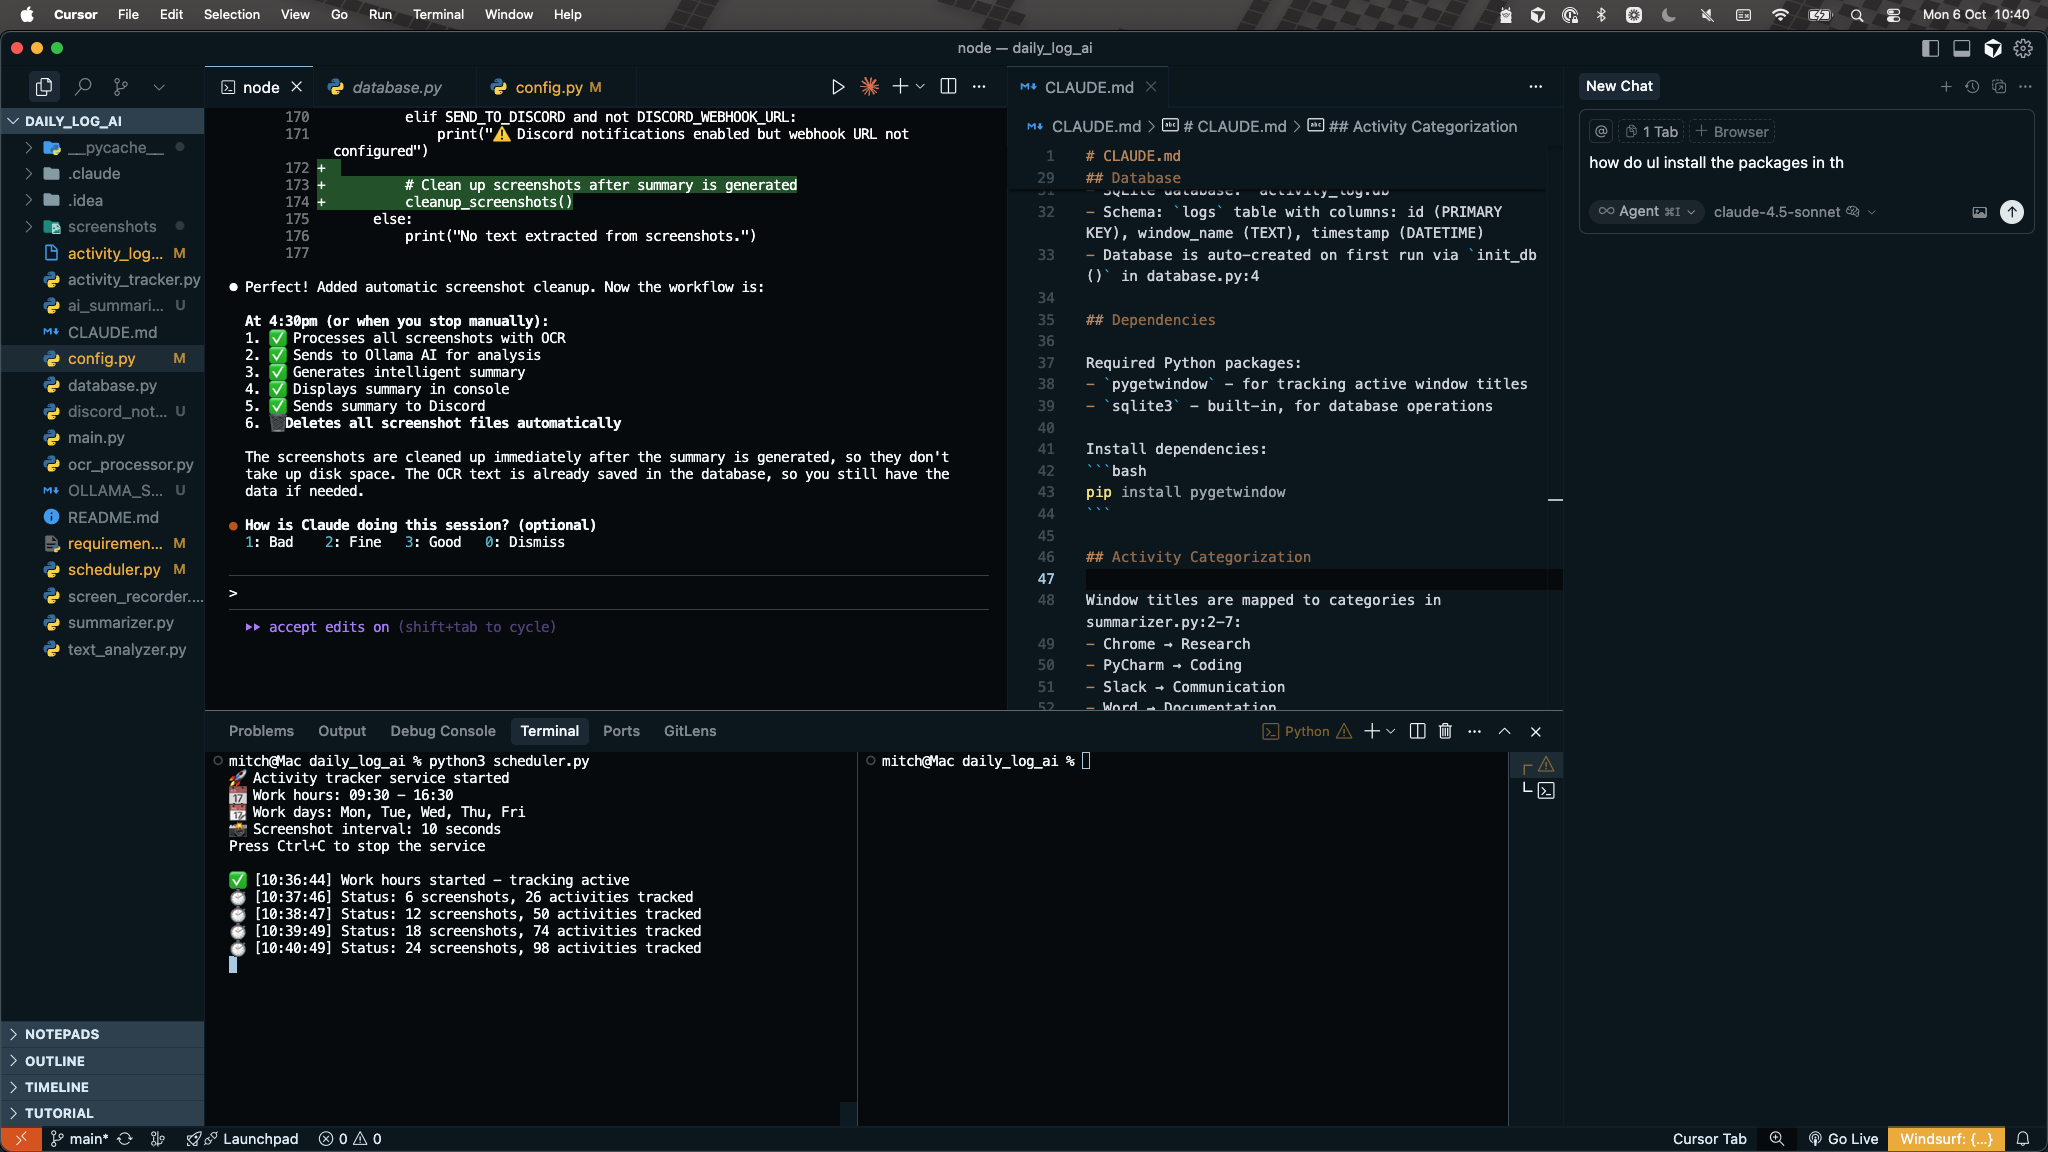 Cursor File Edit Selection View Go Run Terminal Window Help
Mon 6 Oct 10:40
node — daily_log_ai
DAILY_LOG_AI
__pycache__
.claude
.idea
screenshots
activity_log... M
activity_tracker.py
ai_summari... U
CLAUDE.md
config.py M
database.py
discord_not... U
main.py
ocr_processor.py
OLLAMA_S... U
README.md
requiremen... M
scheduler.py M
screen_recorder....
summarizer.py
text_analyzer.py
NOTEPADS
OUTLINE
TIMELINE
TUTORIAL
node
database.py
config.py M
170 elif SEND_TO_DISCORD and not DISCORD_WEBHOOK_URL:
171 print("⚠️ Discord notifications enabled but webhook URL not
configured")
172 +
173 + # Clean up screenshots after summary is generated
174 + cleanup_screenshots()
175 else:
176 print("No text extracted from screenshots.")
177
● Perfect! Added automatic screenshot cleanup. Now the workflow is:
At 4:30pm (or when you stop manually):
1. ✅ Processes all screenshots with OCR
2. ✅ Sends to Ollama AI for analysis
3. ✅ Generates intelligent summary
4. ✅ Displays summary in console
5. ✅ Sends summary to Discord
6. 🗑️Deletes all screenshot files automatically
The screenshots are cleaned up immediately after the summary is generated, so they don't
take up disk space. The OCR text is already saved in the database, so you still have the
data if needed.
● How is Claude doing this session? (optional)
1: Bad 2: Fine 3: Good 0: Dismiss
>
▸▸ accept edits on (shift+tab to cycle)
CLAUDE.md
CLAUDE.md > # CLAUDE.md > ## Activity Categorization
1 # CLAUDE.md
29 ## Database
31 - SQLite database: `activity_log.db`
32 - Schema: `logs` table with columns: id (PRIMARY
KEY), window_name (TEXT), timestamp (DATETIME)
33 - Database is auto-created on first run via `init_db
()` in database.py:4
34
35 ## Dependencies
36
37 Required Python packages:
38 - `pygetwindow` - for tracking active window titles
39 - `sqlite3` - built-in, for database operations
40
41 Install dependencies:
42 ```bash
43 pip install pygetwindow
44 ```
45
46 ## Activity Categorization
47
48 Window titles are mapped to categories in
summarizer.py:2-7:
49 - Chrome → Research
50 - PyCharm → Coding
51 - Slack → Communication
52 - Word → Documentation
New Chat
@ 1 Tab + Browser
how do uI install the packages in th
Agent ⌘I claude-4.5-sonnet
Problems Output Debug Console Terminal Ports GitLens
Python
mitch@Mac daily_log_ai % python3 scheduler.py
🚀 Activity tracker service started
📅 Work hours: 09:30 - 16:30
📆 Work days: Mon, Tue, Wed, Thu, Fri
📸 Screenshot interval: 10 seconds
Press Ctrl+C to stop the service
✅ [10:36:44] Work hours started - tracking active
⏱️ [10:37:46] Status: 6 screenshots, 26 activities tracked
⏱️ [10:38:47] Status: 12 screenshots, 50 activities tracked
⏱️ [10:39:49] Status: 18 screenshots, 74 activities tracked
⏱️ [10:40:49] Status: 24 screenshots, 98 activities tracked
mitch@Mac daily_log_ai %
main* Launchpad 0 0
Cursor Tab Go Live Windsurf: {...}